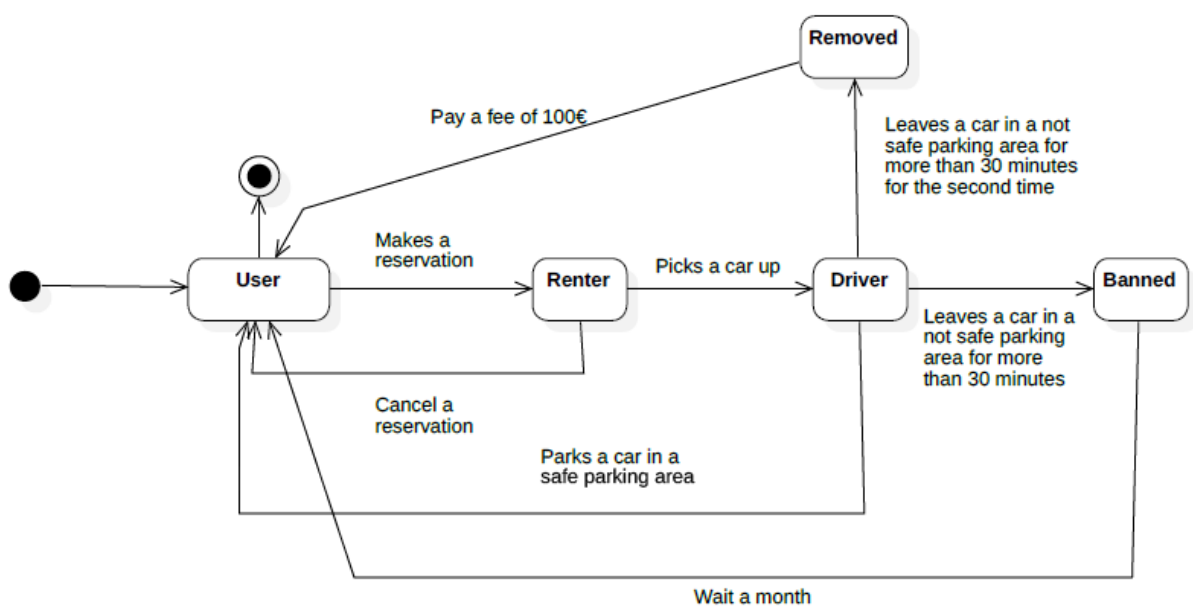 Removed
Pay a fee of 100€
Leaves a car in a not
safe parking area for
more than 30 minutes
for the second time
Makes a
reservation
User
Renter
Picks a car up
Driver
Banned
Leaves a car in a
not safe parking
area for more
than 30 minutes
Cancel a
reservation
Parks a car in a
safe parking area
Wait a month